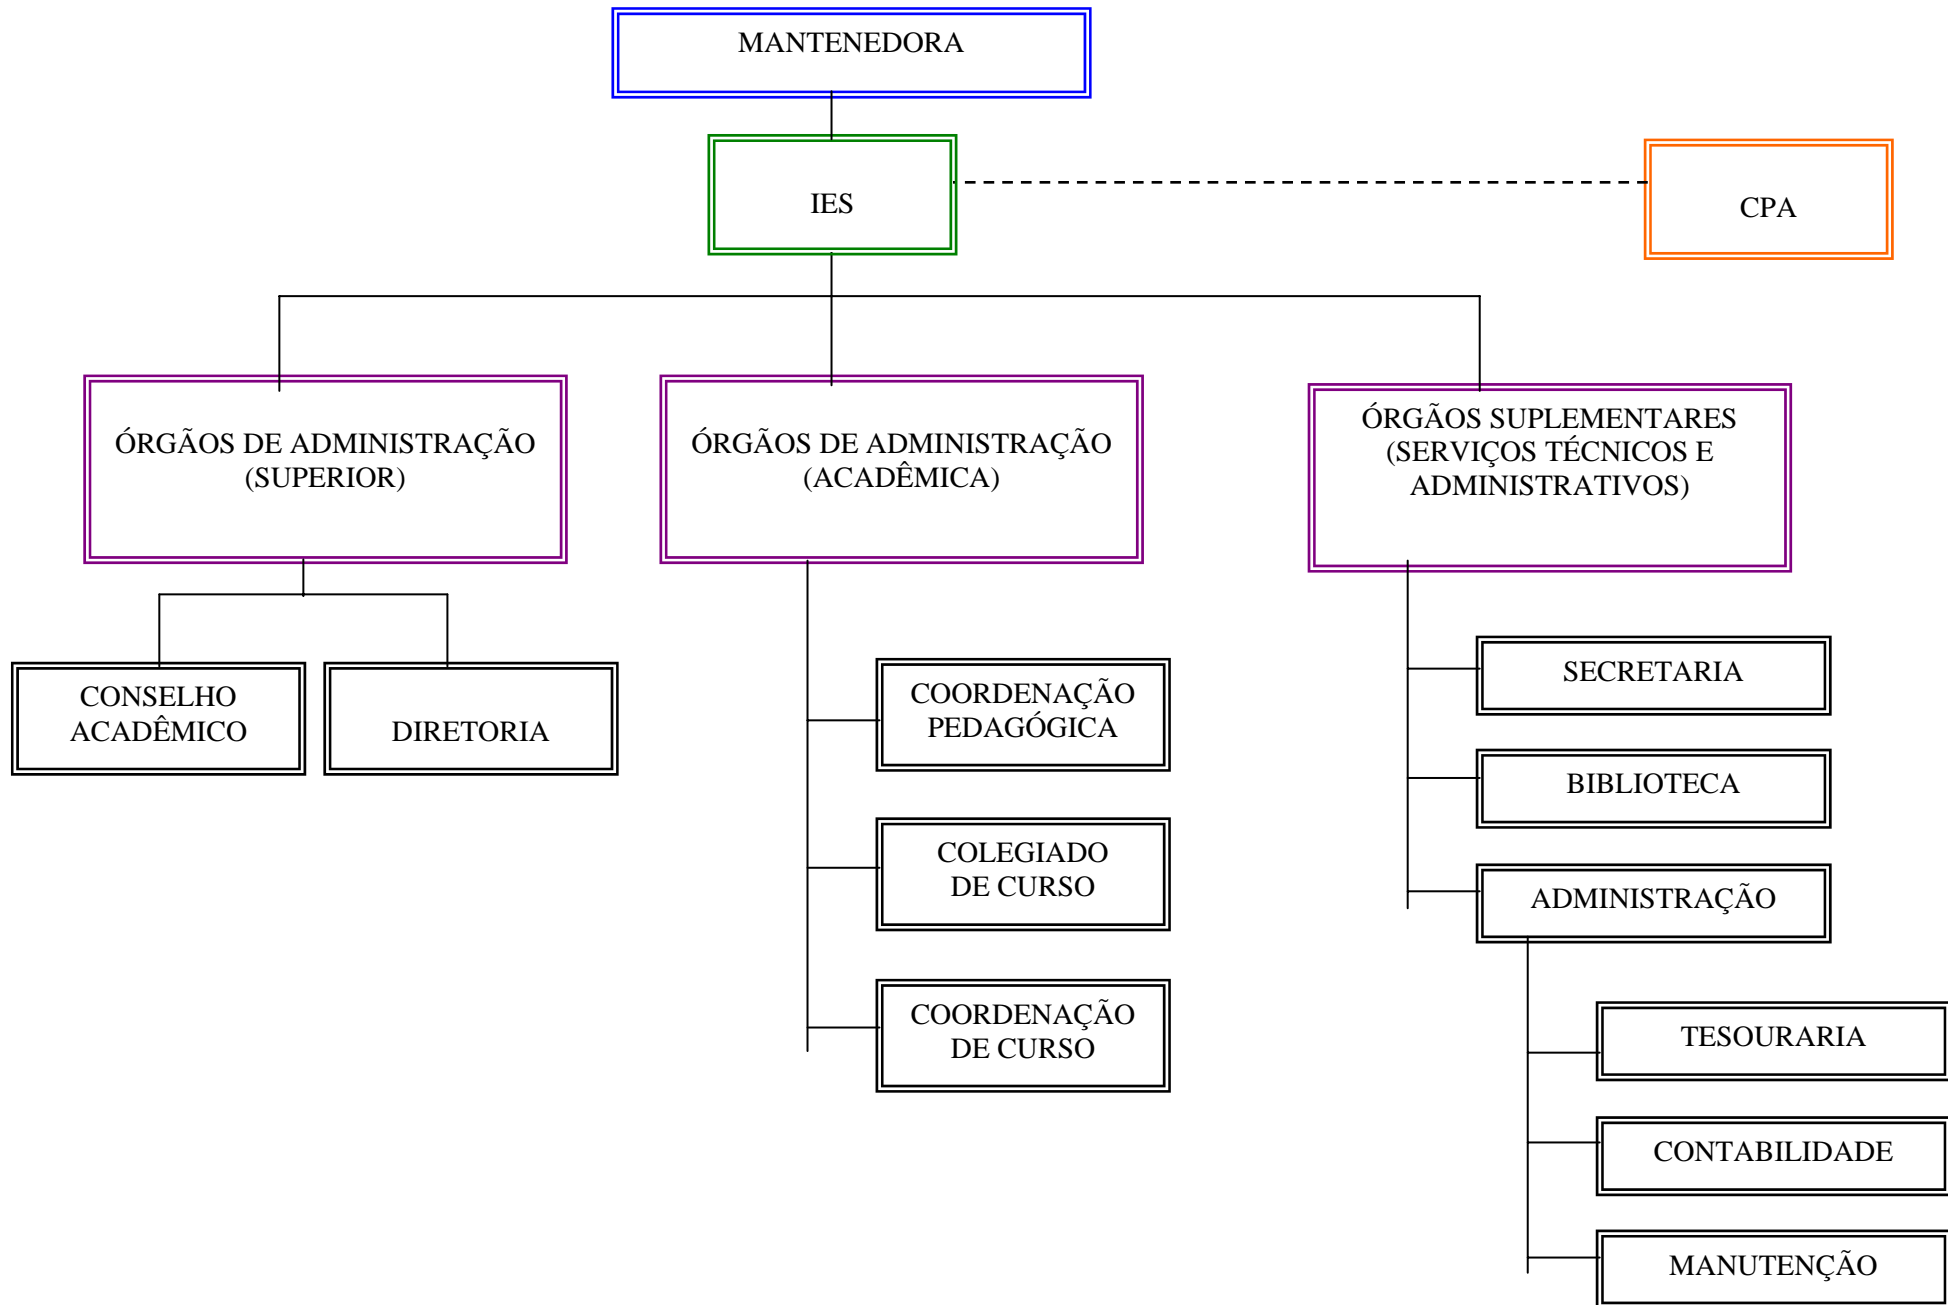 MANTENEDORA
IES
CPA
ÓRGÃOS DE ADMINISTRAÇÃO
(SUPERIOR)
ÓRGÃOS DE ADMINISTRAÇÃO
(ACADÊMICA)
ÓRGÃOS SUPLEMENTARES
(SERVIÇOS TÉCNICOS E
ADMINISTRATIVOS)
CONSELHO
ACADÊMICO
DIRETORIA
COORDENAÇÃO
PEDAGÓGICA
COLEGIADO
DE CURSO
COORDENAÇÃO
DE CURSO
SECRETARIA
BIBLIOTECA
ADMINISTRAÇÃO
TESOURARIA
CONTABILIDADE
MANUTENÇÃO